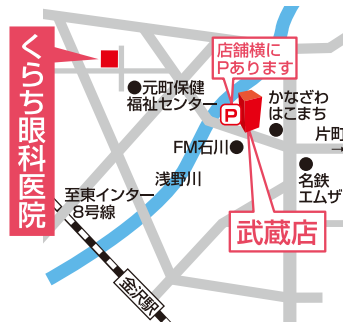 くらち眼科医院
店舗横に
Pあります
●元町保健
福祉センター
P
かなざわ
はこまち
FM石川●
片町
→
浅野川
名鉄
エムザ
至東インター
8号線
武蔵店
金沢駅